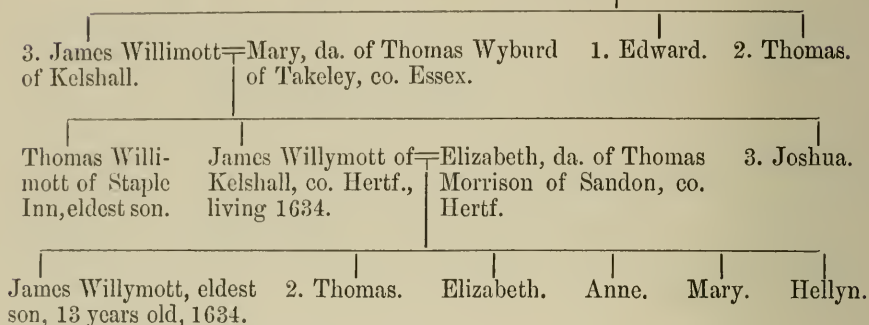 3. James Willimott = Mary, da. of Thomas Wyburd 1. Edward. 2. Thomas.
of Kelshall. of Takeley, co. Essex.
Thomas Willi- James Willymott of = Elizabeth, da. of Thomas 3. Joshua.
mott of Staple Kelshall, co. Hertf., Morrison of Sandon, co.
Inn, eldest son. living 1634. Hertf.
James Willymott, eldest 2. Thomas. Elizabeth. Anne. Mary. Hellyn.
son, 13 years old, 1634.